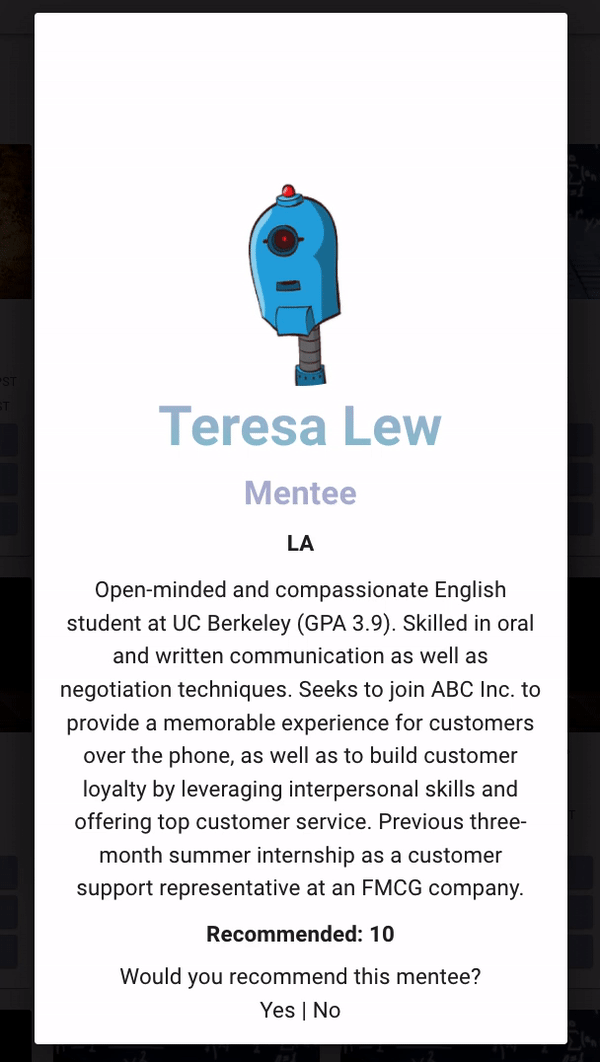 Teresa Lew
Mentee
LA
Open-minded and compassionate English
student at UC Berkeley (GPA 3.9). Skilled in oral
and written communication as well as
negotiation techniques. Seeks to join ABC Inc. to
provide a memorable experience for customers
over the phone, as well as to build customer
loyalty by leveraging interpersonal skills and
offering top customer service. Previous three-
month summer internship as a customer
support representative at an FMCG company.
Recommended: 10
Would you recommend this mentee?
Yes | No